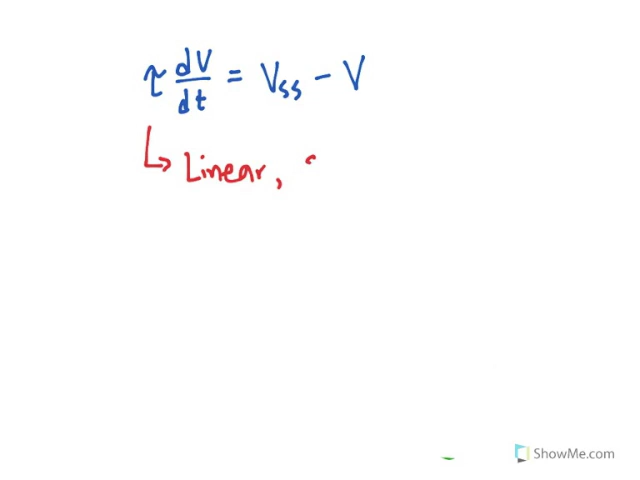 τ dV/dt = Vss - V
Linear,
ShowMe.com